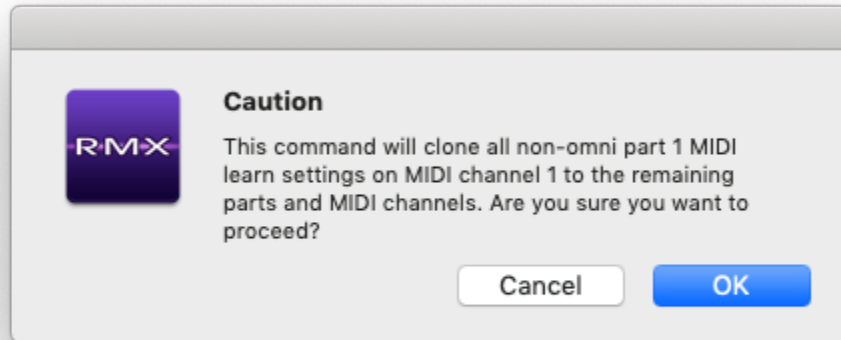 RMX
Caution
This command will clone all non-omni part 1 MIDI
learn settings on MIDI channel 1 to the remaining
parts and MIDI channels. Are you sure you want to
proceed?
Cancel
OK